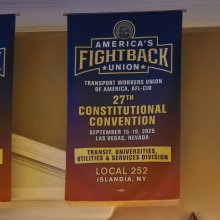 AMERICA'S
FIGHTBACK
UNION
TRANSPORT WORKERS UNION
OF AMERICA, AFL-CIO
27TH
CONSTITUTIONAL
CONVENTION
SEPTEMBER 15-19, 2025
LAS VEGAS, NEVADA
TRANSIT, UNIVERSITIES,
UTILITIES & SERVICES DIVISION
LOCAL 252
ISLANDIA, NY